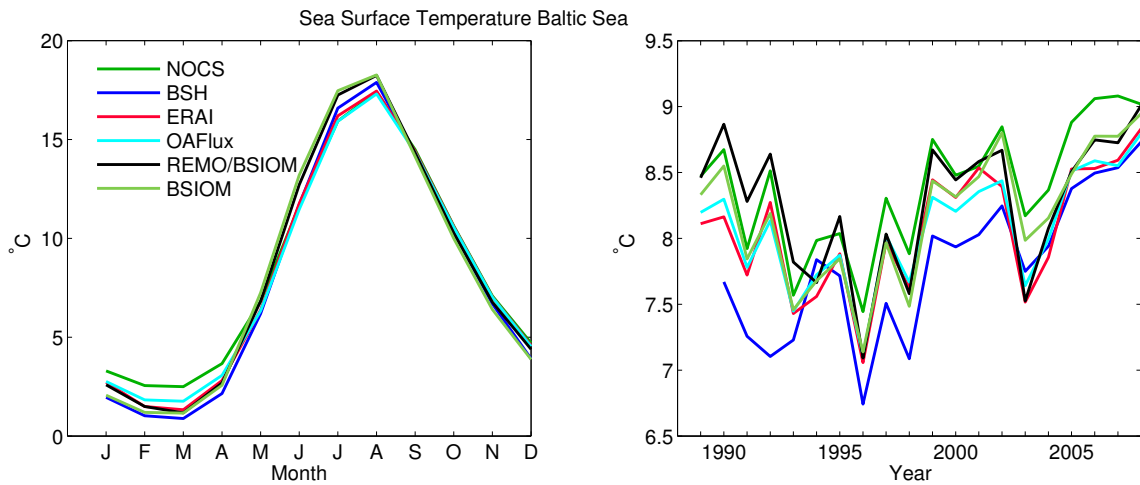 Sea Surface Temperature Baltic Sea
20
15
10
5
0
°C
NOCS
BSH
ERAI
OAFlux
REMO/BSIOM
BSIOM
J F M A M J J A S O N D
Month
9.5
9
8.5
8
7.5
7
6.5
°C
1990 1995 2000 2005
Year